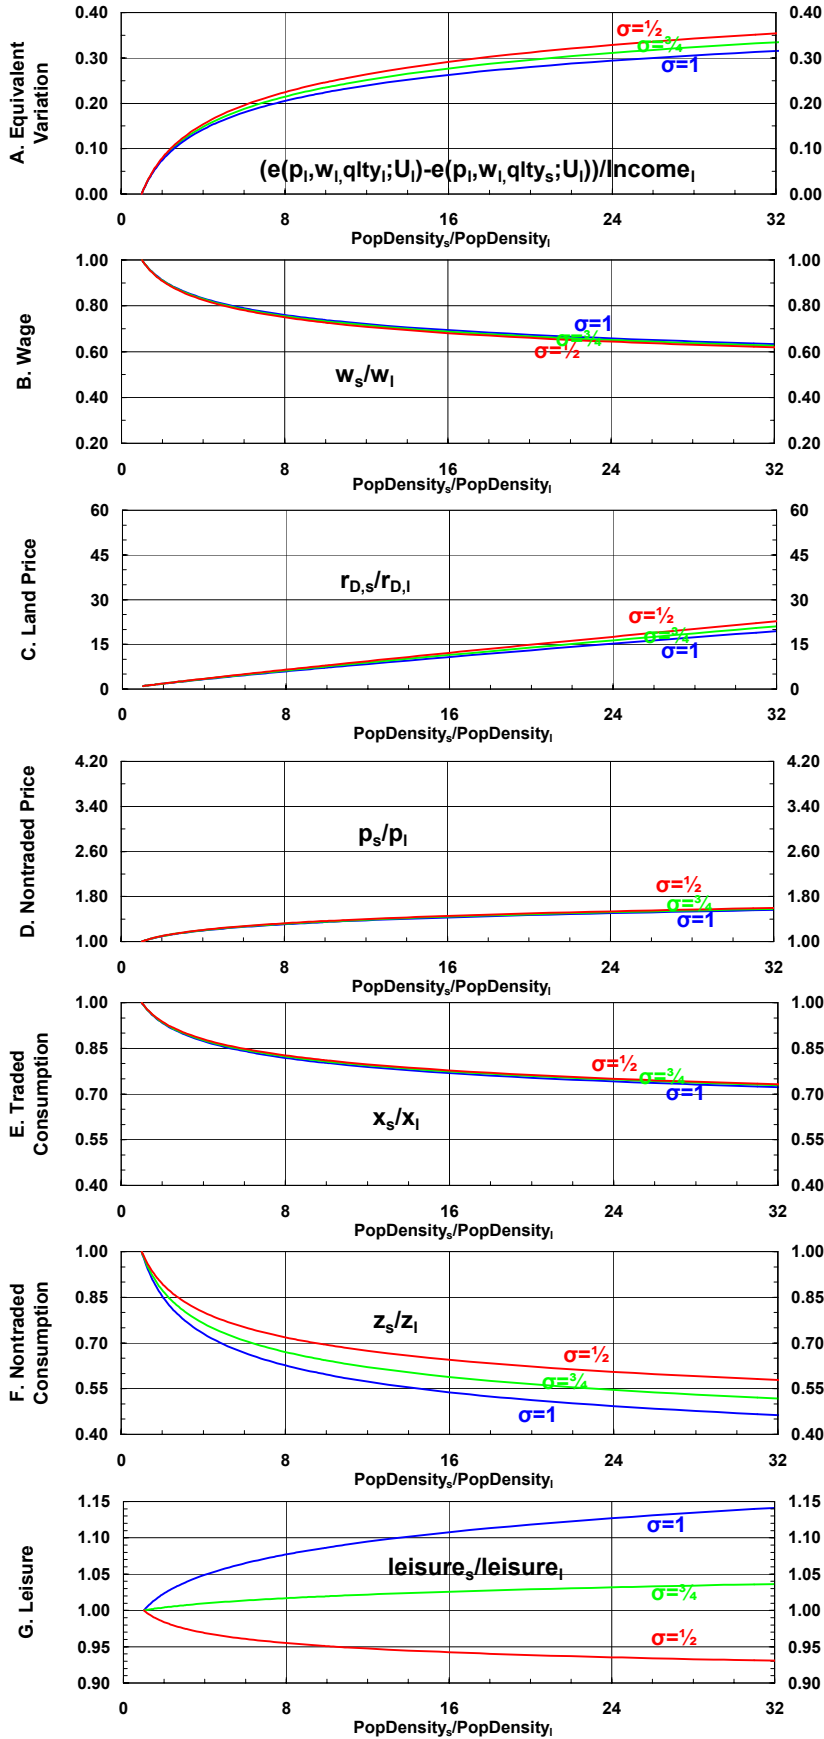 A. Equivalent
Variation
0.40
0.30
0.20
0.10
0.00
0.40
0.30
0.20
0.10
0.00
σ=½
σ=¾
σ=1
(e(pₗ,wₗ,qltyₗ;Uₗ)-e(pₗ,wₗ,qltyₛ;Uₗ))/Incomeₗ
0 8 16 24 32
PopDensityₛ/PopDensityₗ
B. Wage
1.00
0.80
0.60
0.40
0.20
1.00
0.80
0.60
0.40
0.20
σ=1
σ=¾
σ=½
wₛ/wₗ
0 8 16 24 32
PopDensityₛ/PopDensityₗ
C. Land Price
60
45
30
15
0
60
45
30
15
0
r_D,s/r_D,l
σ=½
σ=¾
σ=1
0 8 16 24 32
PopDensityₛ/PopDensityₗ
D. Nontraded Price
4.20
3.40
2.60
1.80
1.00
4.20
3.40
2.60
1.80
1.00
pₛ/pₗ
σ=½
σ=¾
σ=1
0 8 16 24 32
PopDensityₛ/PopDensityₗ
E. Traded
Consumption
1.00
0.85
0.70
0.55
0.40
1.00
0.85
0.70
0.55
0.40
σ=½
σ=¾
σ=1
xₛ/xₗ
0 8 16 24 32
PopDensityₛ/PopDensityₗ
F. Nontraded
Consumption
1.00
0.85
0.70
0.55
0.40
1.00
0.85
0.70
0.55
0.40
zₛ/zₗ
σ=½
σ=¾
σ=1
0 8 16 24 32
PopDensityₛ/PopDensityₗ
G. Leisure
1.15
1.10
1.05
1.00
0.95
0.90
1.15
1.10
1.05
1.00
0.95
0.90
σ=1
leisureₛ/leisureₗ
σ=¾
σ=½
0 8 16 24 32
PopDensityₛ/PopDensityₗ